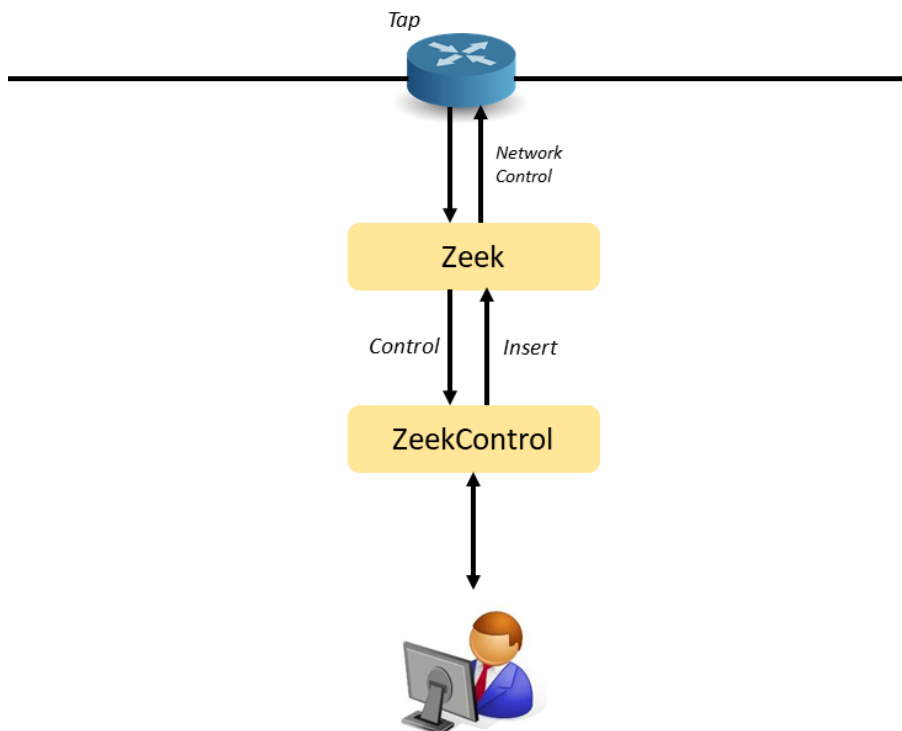 Tap
Network
Control
Zeek
Control
Insert
ZeekControl